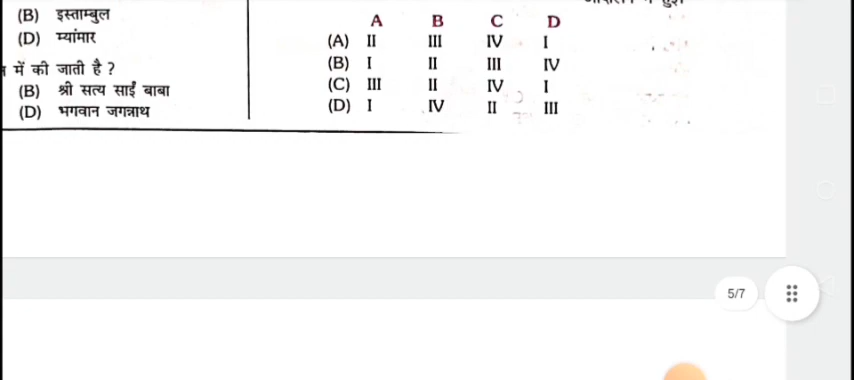 (B) इस्ताम्बुल
(D) म्यांमार
में की जाती है ?
(B) श्री सत्य साईं बाबा
(D) भगवान जगन्नाथ
A B C D
(A) II III IV I
(B) I II III IV
(C) III II IV I
(D) I IV II III
5/7